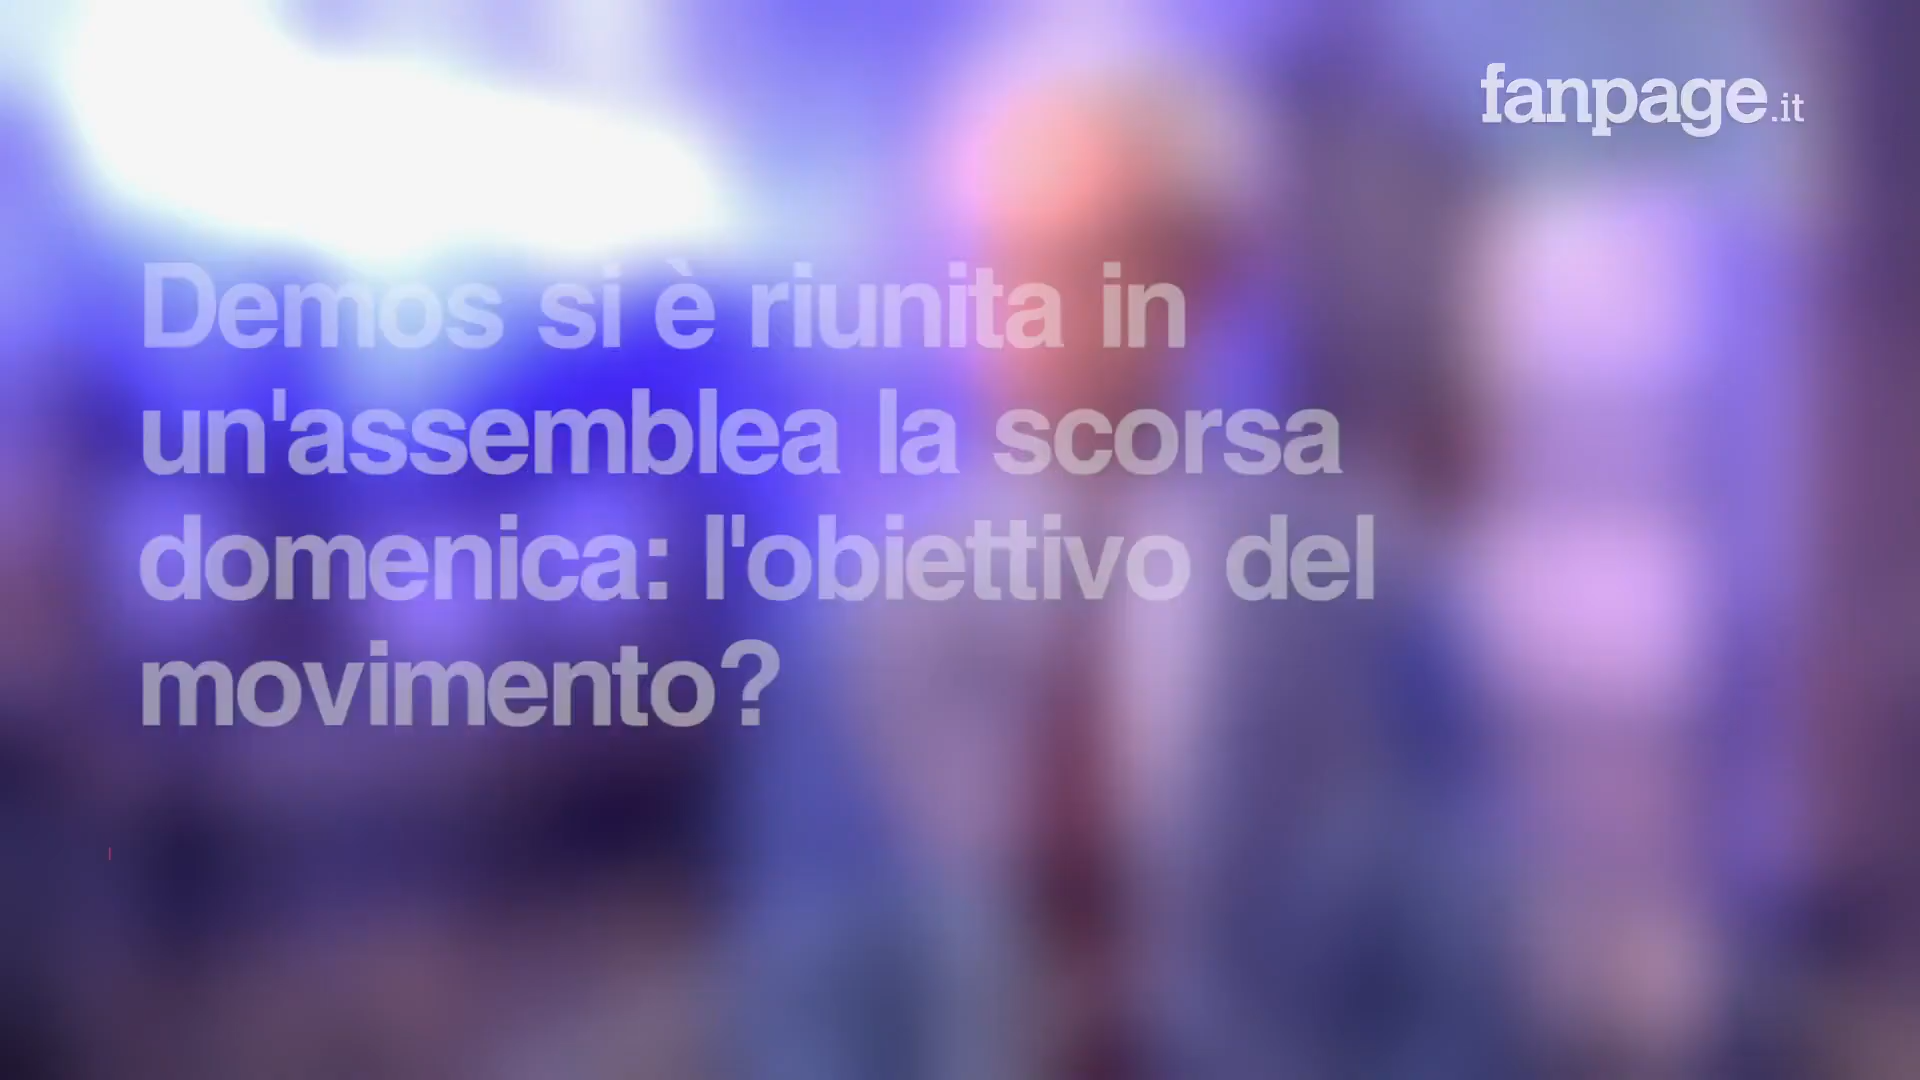 fanpage.it
Demos si è riunita in
un'assemblea la scorsa
domenica: l'obiettivo del
movimento?